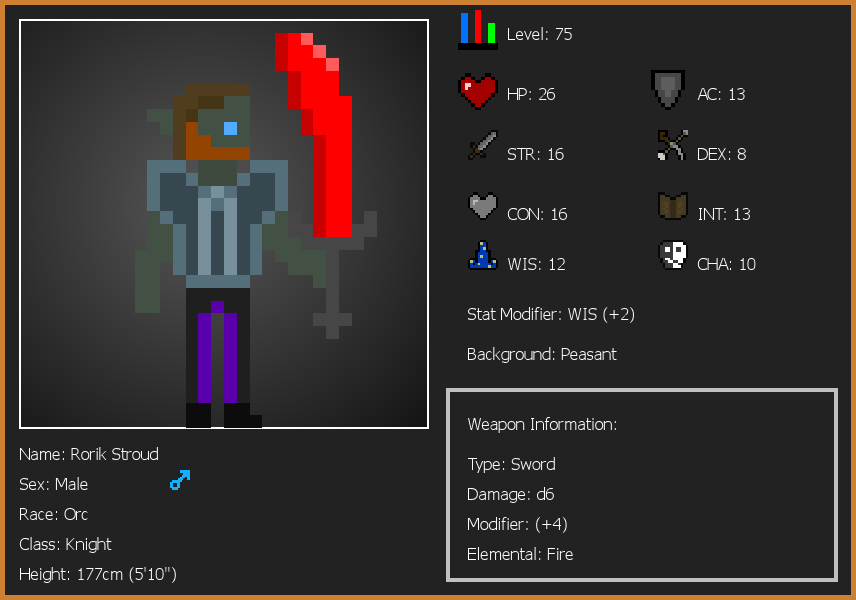 Level: 75
HP: 26
AC: 13
STR: 16
DEX: 8
CON: 16
INT: 13
WIS: 12
CHA: 10
Stat Modifier: WIS (+2)
Background: Peasant
Weapon Information:
Type: Sword
Damage: d6
Modifier: (+4)
Elemental: Fire
Name: Rorik Stroud
Sex: Male
Race: Orc
Class: Knight
Height: 177cm (5'10")